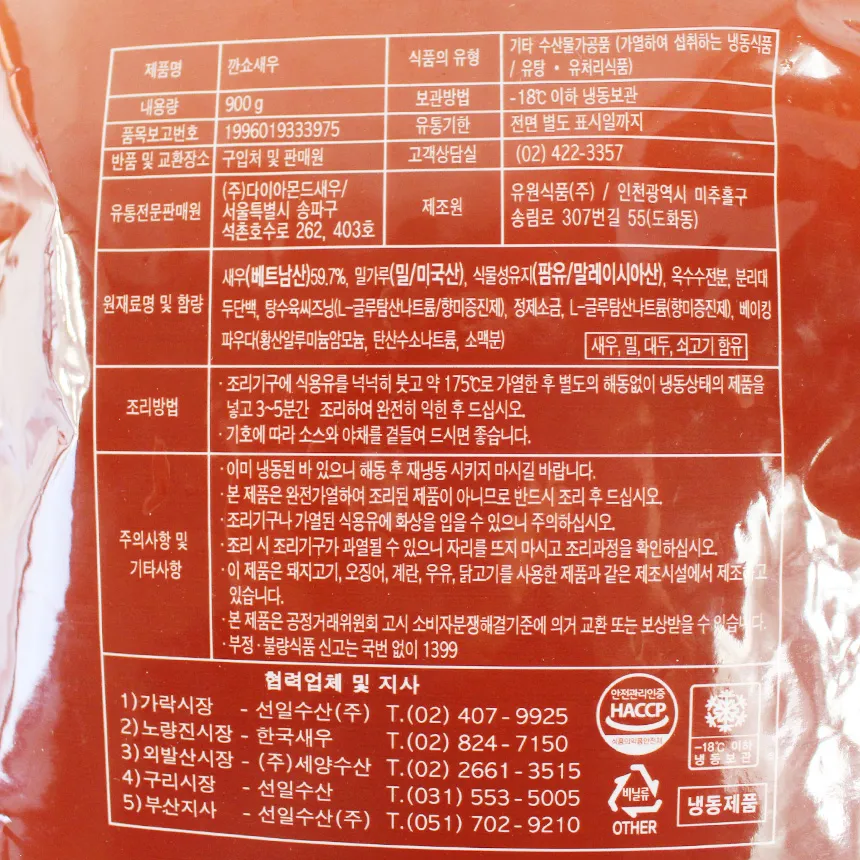 제품명 깐쇼새우 식품의 유형 기타 수산물가공품 (가열하여 섭취하는 냉동식품
/ 유탕 • 유처리식품)
내용량 900 g 보관방법 -18℃ 이하 냉동보관
품목보고번호 1996019333975 유통기한 전면 별도 표시일까지
반품 및 교환장소 구입처 및 판매원 고객상담실 (02) 422-3357
유통전문판매원 (주)다이아몬드새우/
서울특별시 송파구
석촌호수로 262, 403호
제조원 유원식품(주) / 인천광역시 미추홀구
송림로 307번길 55(도화동)
원재료명 및 함량 새우(베트남산)59.7%, 밀가루(밀/미국산), 식물성유지(팜유/말레이시아산), 옥수수전분, 분리대
두단백, 탕수육씨즈닝(L-글루탐산나트륨/향미증진제), 정제소금, L-글루탐산나트륨(향미증진제), 베이킹
파우다(황산알루미늄암모늄, 탄산수소나트륨, 소맥분) 새우, 밀, 대두, 쇠고기 함유
조리방법 · 조리기구에 식용유를 넉넉히 붓고 약 175℃로 가열한 후 별도의 해동없이 냉동상태의 제품을
넣고 3~5분간 조리하여 완전히 익힌 후 드십시오.
· 기호에 따라 소스와 야채를 곁들여 드시면 좋습니다.
주의사항 및
기타사항
· 이미 냉동된 바 있으니 해동 후 재냉동 시키지 마시길 바랍니다.
· 본 제품은 완전가열하여 조리된 제품이 아니므로 반드시 조리 후 드십시오.
· 조리기구나 가열된 식용유에 화상을 입을 수 있으니 주의하십시오.
· 조리 시 조리기구가 과열될 수 있으니 자리를 뜨지 마시고 조리과정을 확인하십시오.
· 이 제품은 돼지고기, 오징어, 계란, 우유, 닭고기를 사용한 제품과 같은 제조시설에서 제조하고
있습니다.
· 본 제품은 공정거래위원회 고시 소비자분쟁해결기준에 의거 교환 또는 보상받을 수 있습니다.
· 부정 · 불량식품 신고는 국번 없이 1399
협력업체 및 지사
1)가락시장 - 선일수산(주) T.(02) 407-9925
2)노량진시장 - 한국새우 T.(02) 824-7150
3)외발산시장 - (주)세양수산 T.(02) 2661-3515
4)구리시장 - 선일수산 T.(031) 553-5005
5)부산지사 - 선일수산(주) T.(051) 702-9210
안전관리인증
HACCP
식품의약품안전처
-18℃ 이하
냉동보관
비닐류
OTHER
냉동제품